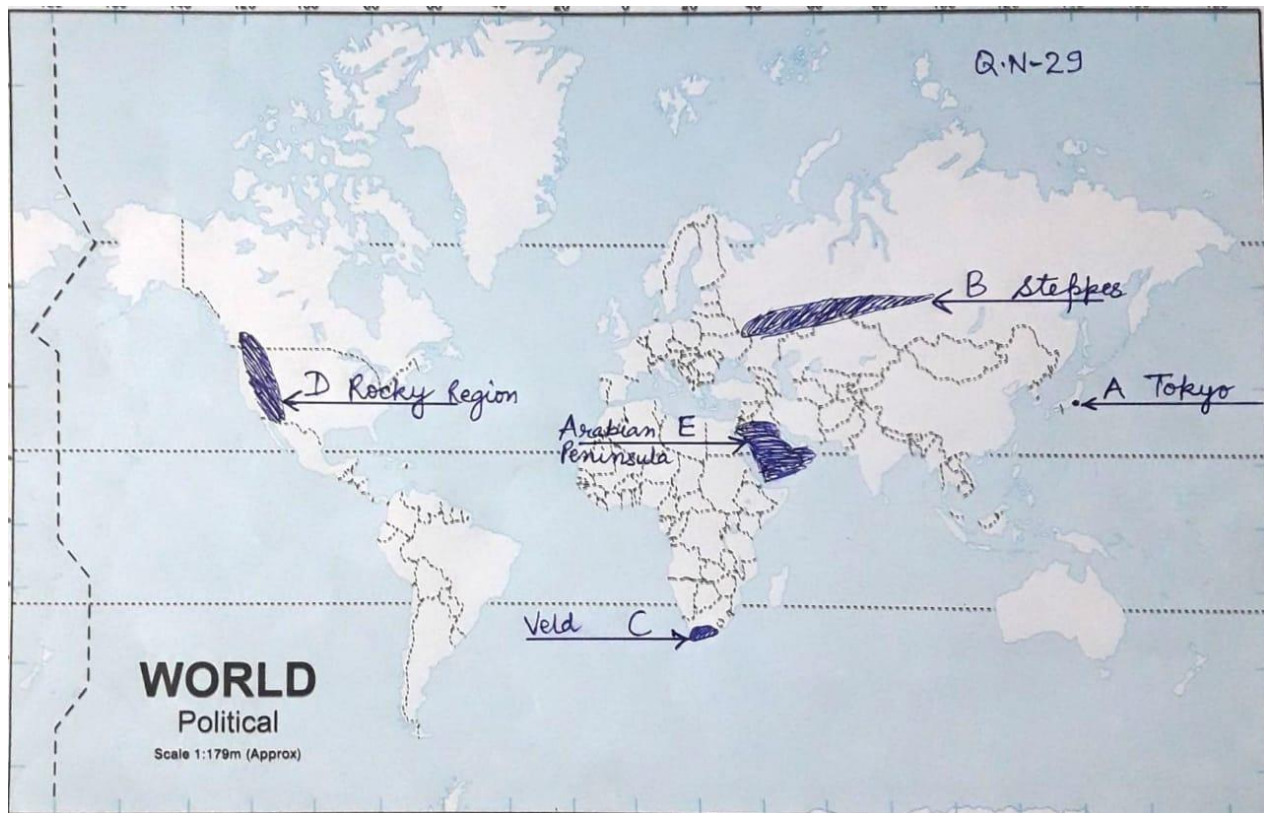 Q.N-29
B Steppes
D Rocky Region
A Tokyo
Arabian E
Peninsula
Veld C
WORLD
Political
Scale 1:179m (Approx)